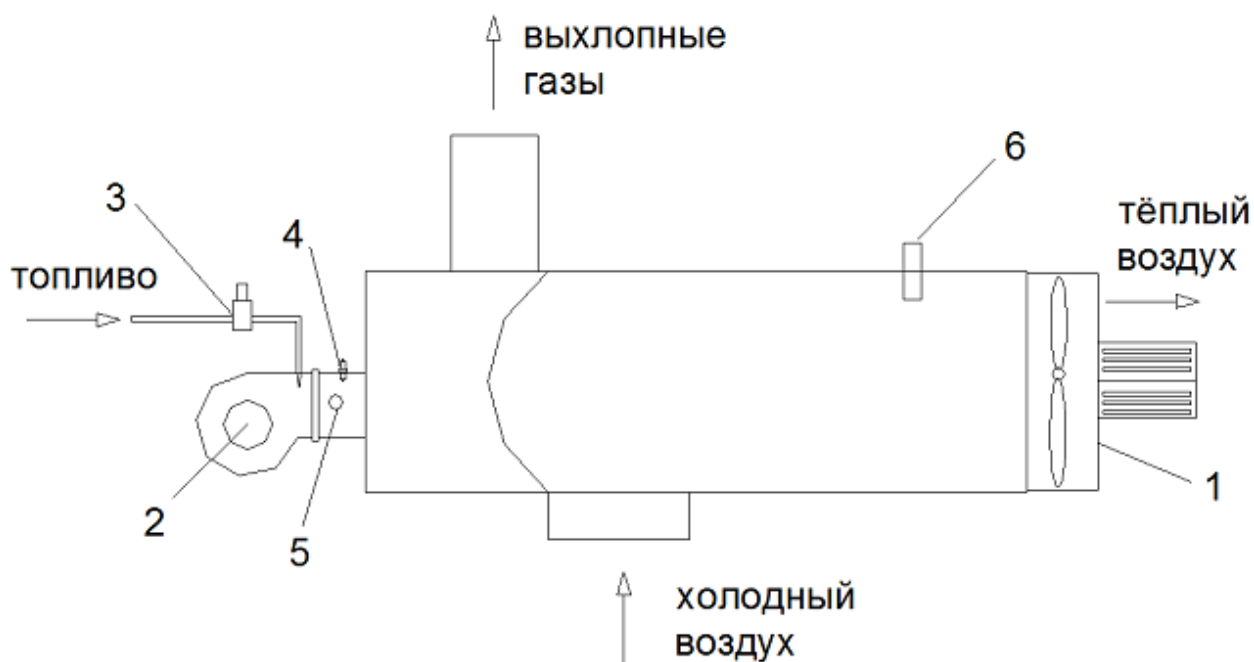 выхлопные
газы
6
3
тёплый
воздух
4
топливо
1
2
5
холодный
воздух